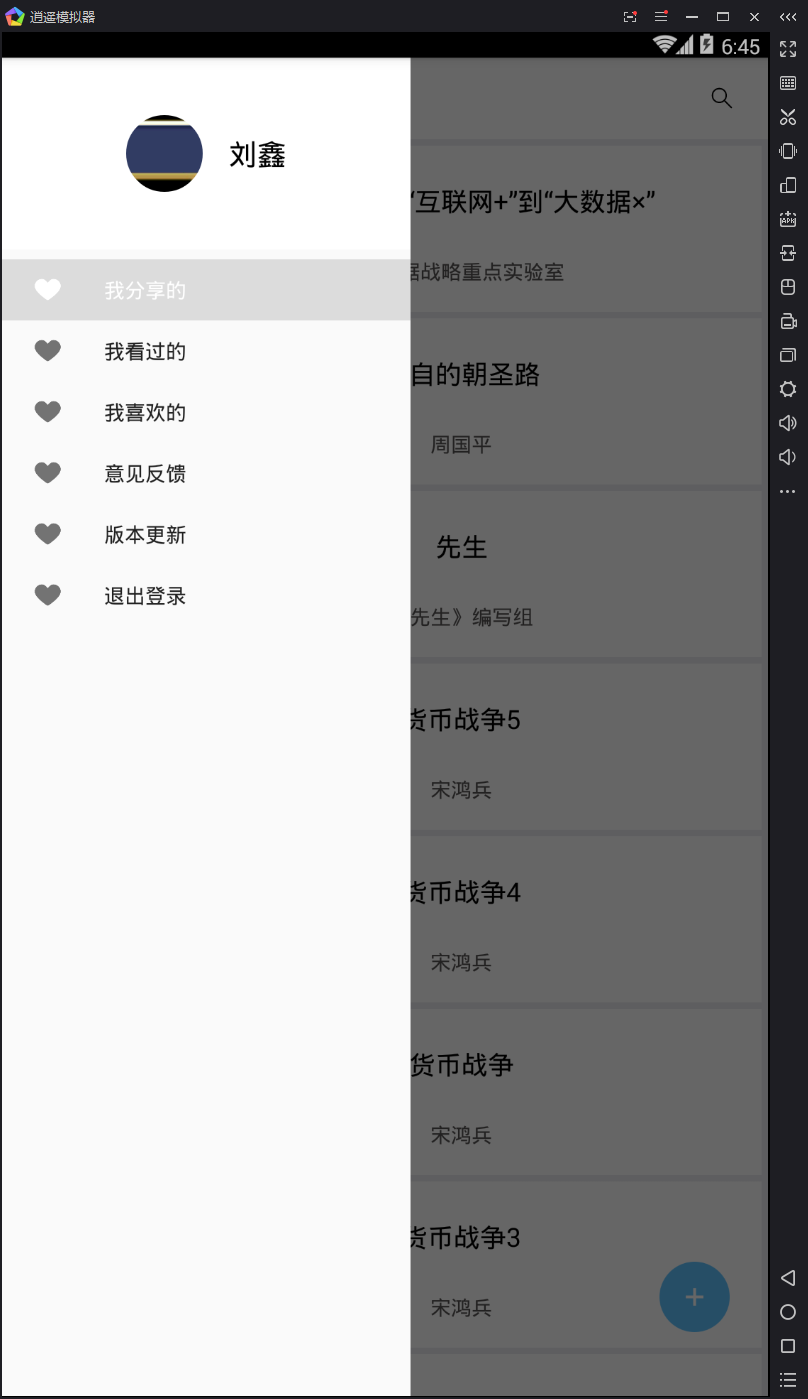 逍遥模拟器
6:45
刘鑫
我分享的
我看过的
我喜欢的
意见反馈
版本更新
退出登录
“互联网+”到“大数据×”
据战略重点实验室
自的朝圣路
周国平
先生
先生》编写组
货币战争5
宋鸿兵
货币战争4
宋鸿兵
货币战争
宋鸿兵
货币战争3
宋鸿兵
APK